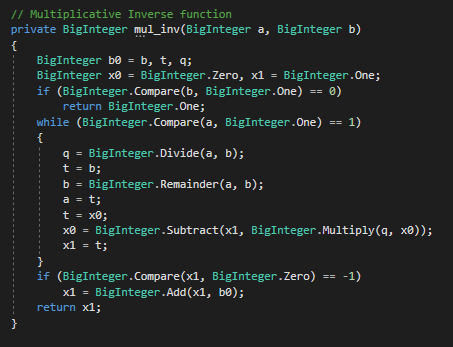 // Multiplicative Inverse function
private BigInteger mul_inv(BigInteger a, BigInteger b)
{
    BigInteger b0 = b, t, q;
    BigInteger x0 = BigInteger.Zero, x1 = BigInteger.One;
    if (BigInteger.Compare(b, BigInteger.One) == 0)
        return BigInteger.One;
    while (BigInteger.Compare(a, BigInteger.One) == 1)
    {
        q = BigInteger.Divide(a, b);
        t = b;
        b = BigInteger.Remainder(a, b);
        a = t;
        t = x0;
        x0 = BigInteger.Subtract(x1, BigInteger.Multiply(q, x0));
        x1 = t;
    }
    if (BigInteger.Compare(x1, BigInteger.Zero) == -1)
        x1 = BigInteger.Add(x1, b0);
    return x1;
}